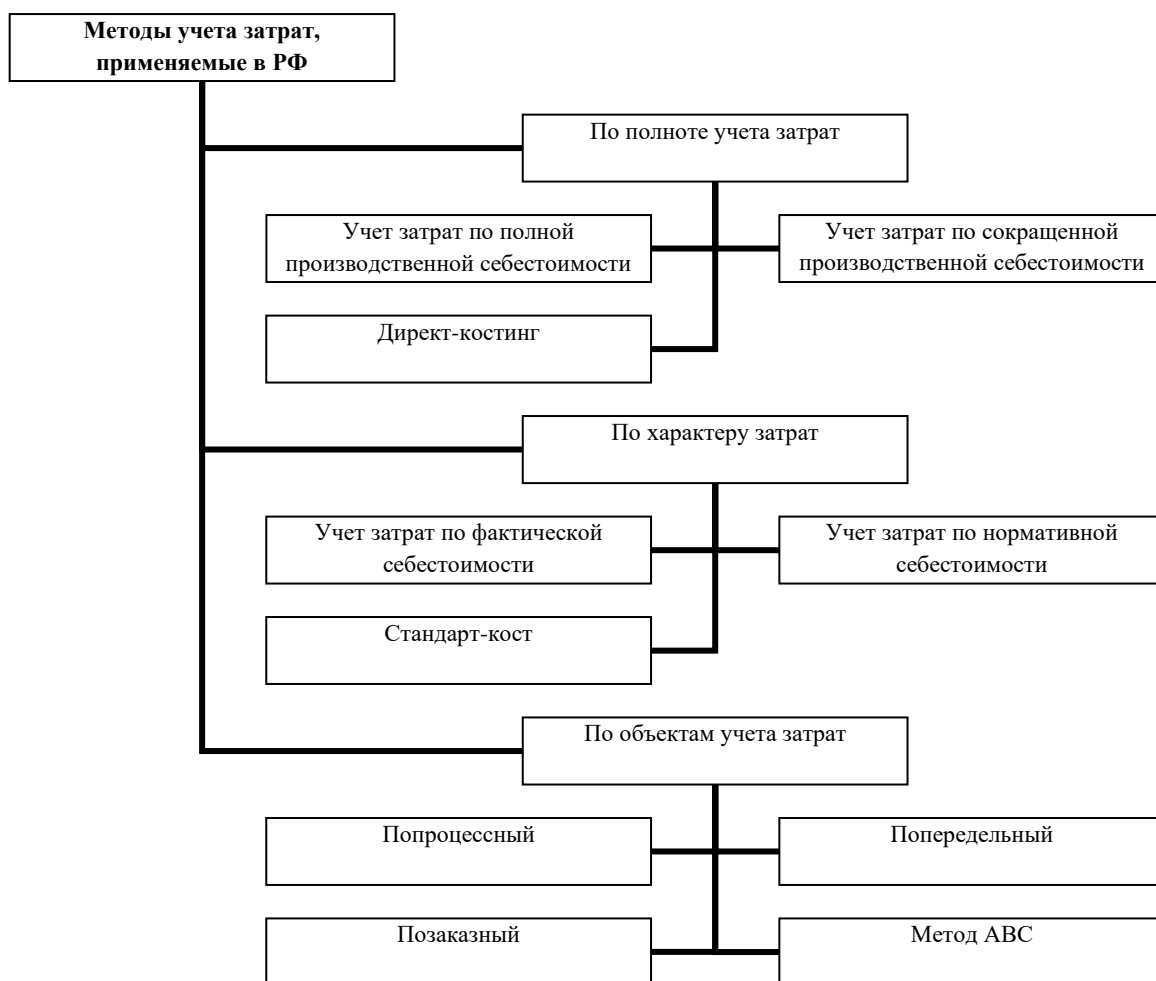 Методы учета затрат,
применяемые в РФ
По полноте учета затрат
Учет затрат по полной
производственной себестоимости
Учет затрат по сокращенной
производственной себестоимости
Директ-костинг
По характеру затрат
Учет затрат по фактической
себестоимости
Учет затрат по нормативной
себестоимости
Стандарт-кост
По объектам учета затрат
Попроцессный
Попередельный
Позаказный
Метод АВС